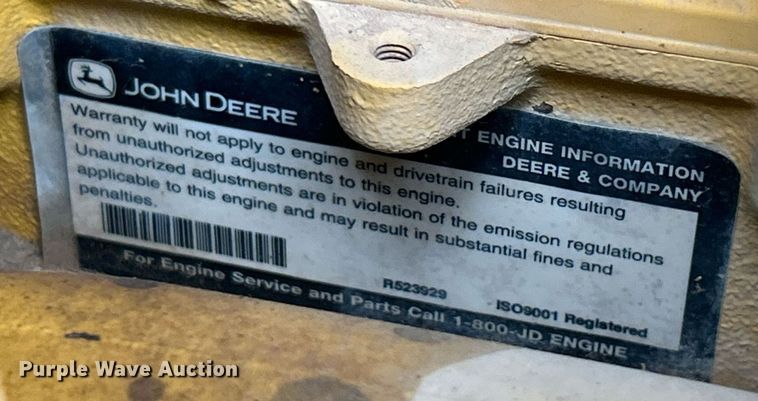 JOHN DEERE
ENGINE INFORMATION
DEERE & COMPANY
Warranty will not apply to engine and drivetrain failures resulting
from unauthorized adjustments to this engine.
Unauthorized adjustments are in violation of the emission regulations
applicable to this engine and may result in substantial fines and
penalties.
R523929 ISO9001 Registered
For Engine Service and Parts Call 1-800-JD ENGINE
Purple Wave Auction